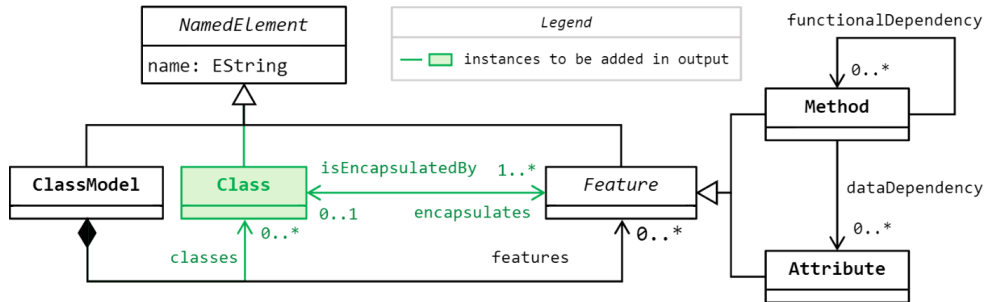 NamedElement
name: EString
Legend
instances to be added in output
functionalDependency
0..*
Method
ClassModel
Class
isEncapsulatedBy
1..*
Feature
0..1
encapsulates
dataDependency
0..*
0..*
0..*
classes
features
Attribute